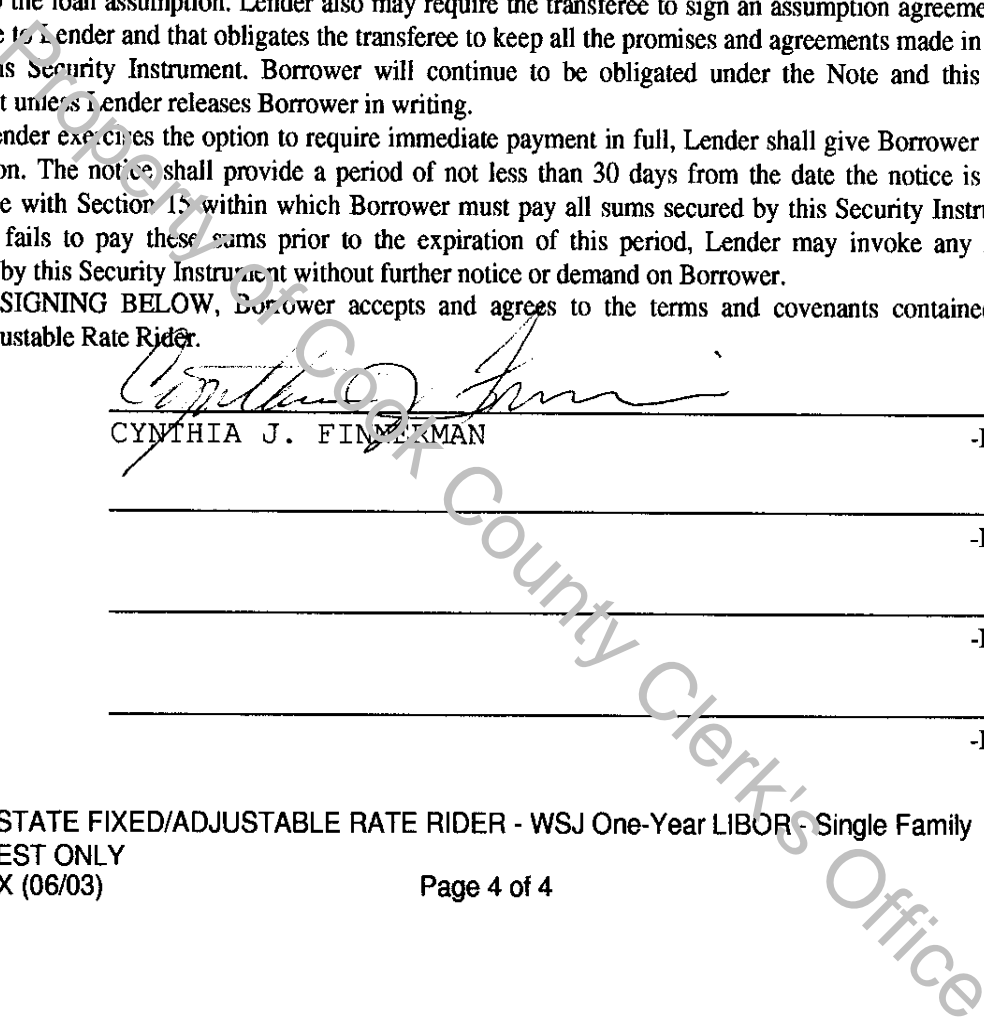 the loan assumption. Lender also may require the transferee to sign an assumption agreeme
to Lender and that obligates the transferee to keep all the promises and agreements made in
is Security Instrument. Borrower will continue to be obligated under the Note and this
t unless Lender releases Borrower in writing.
ender exercises the option to require immediate payment in full, Lender shall give Borrower
on. The notice shall provide a period of not less than 30 days from the date the notice is
e with Section 15 within which Borrower must pay all sums secured by this Security Instr
fails to pay these sums prior to the expiration of this period, Lender may invoke any
by this Security Instrument without further notice or demand on Borrower.
SIGNING BELOW, Borrower accepts and agrees to the terms and covenants containe
ustable Rate Rider.
CYNTHIA J. FINNERMAN
STATE FIXED/ADJUSTABLE RATE RIDER - WSJ One-Year LIBOR - Single Family
EST ONLY
X (06/03)
Page 4 of 4
Property of Cook County Clerk's Office